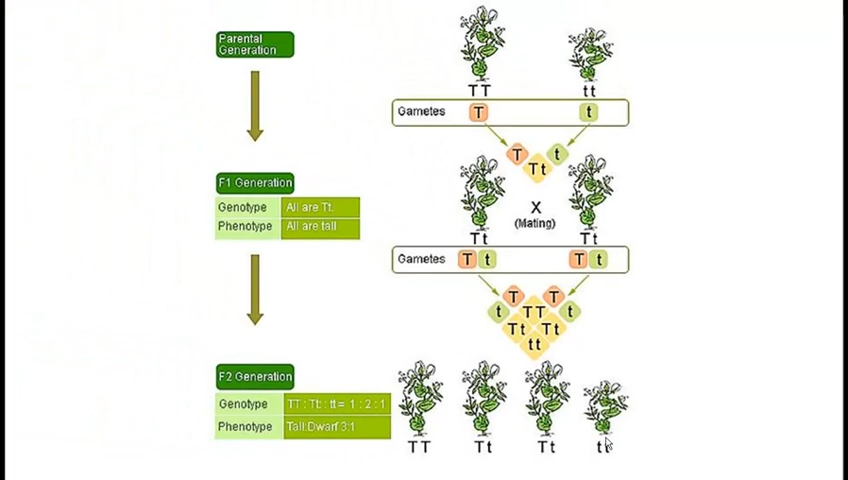 Parental
Generation
TT tt
Gametes T t
T t
Tt
F1 Generation
Genotype All are Tt.
Phenotype All are tall
X
(Mating)
Tt Tt
Gametes T t T t
T T
t TT t
Tt Tt
tt
F2 Generation
Genotype TT : Tt : tt = 1 : 2 : 1
Phenotype Tall:Dwarf 3:1
TT Tt Tt tt